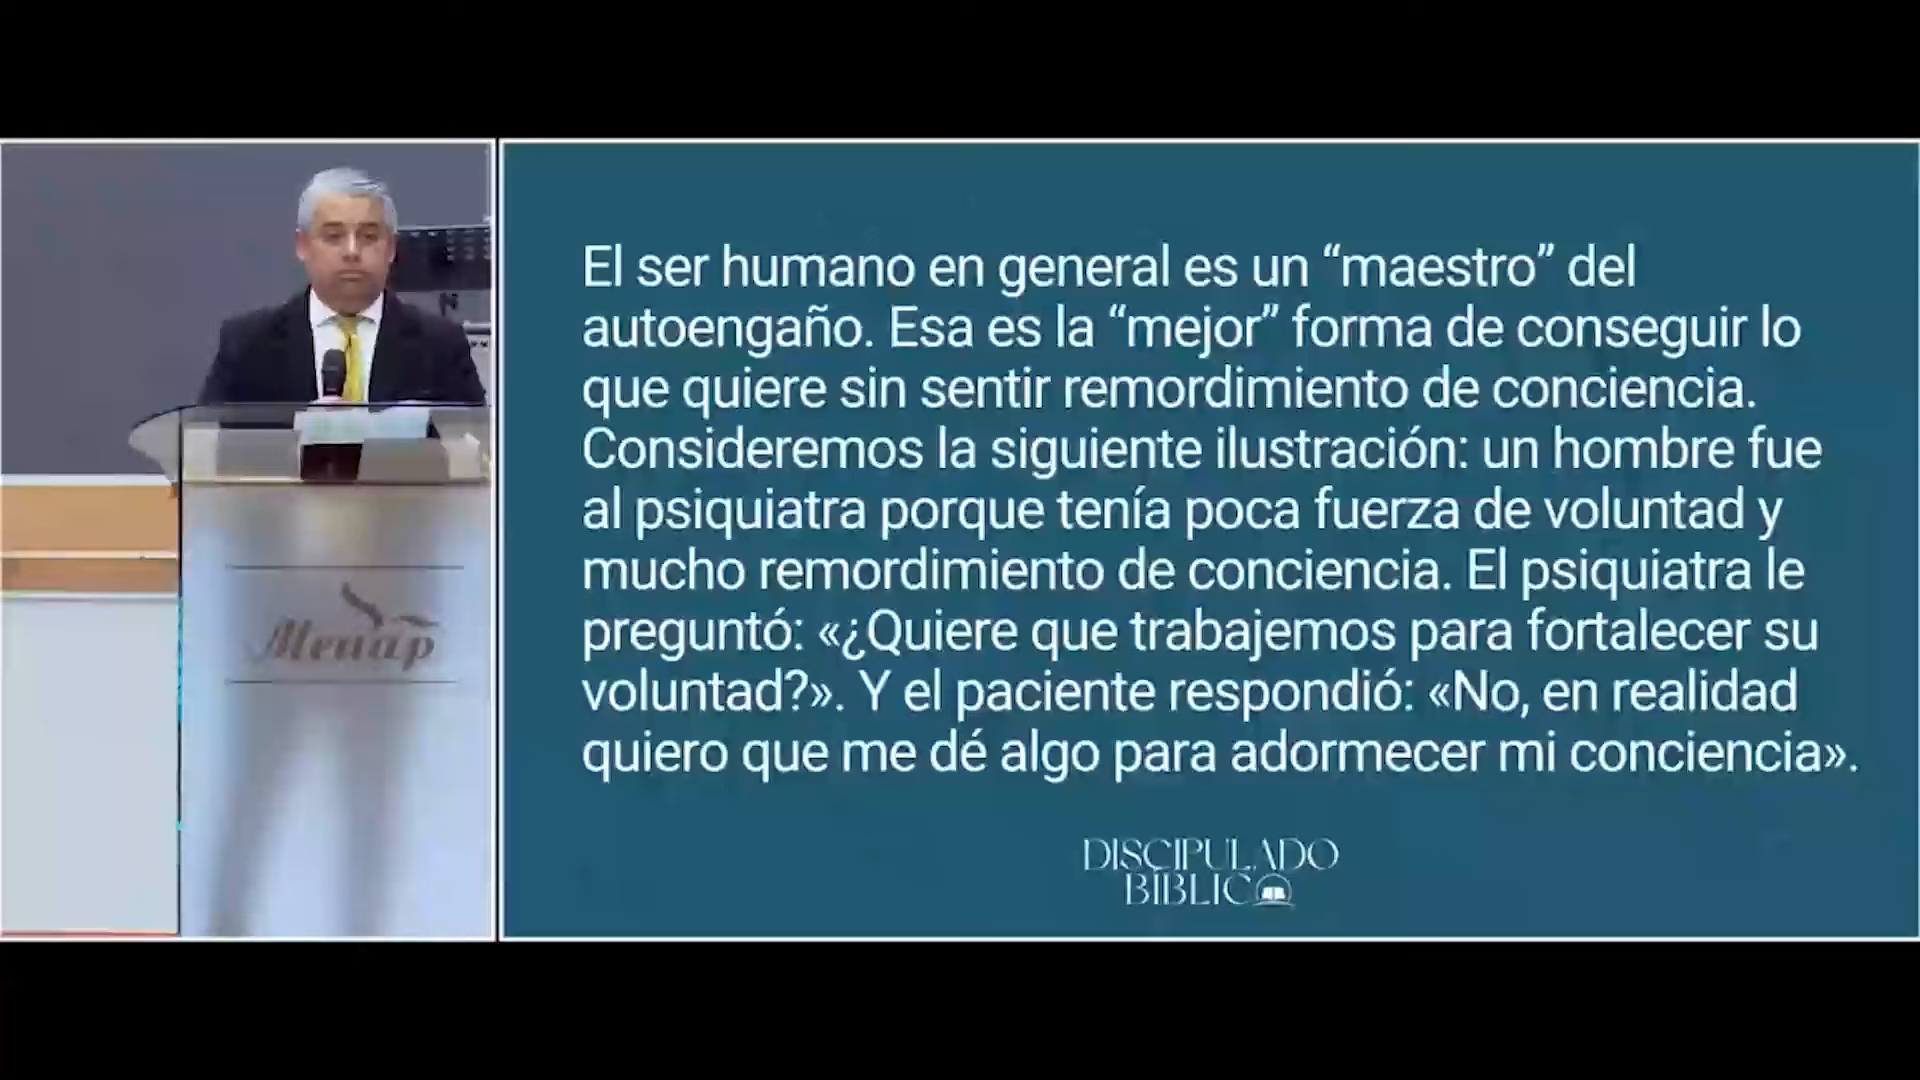 El ser humano en general es un “maestro” del
autoengaño. Esa es la “mejor” forma de conseguir lo
que quiere sin sentir remordimiento de conciencia.
Consideremos la siguiente ilustración: un hombre fue
al psiquiatra porque tenía poca fuerza de voluntad y
mucho remordimiento de conciencia. El psiquiatra le
preguntó: «¿Quiere que trabajemos para fortalecer su
voluntad?». Y el paciente respondió: «No, en realidad
quiero que me dé algo para adormecer mi conciencia».
DISCIPULADO
BÍBLICO
Menap